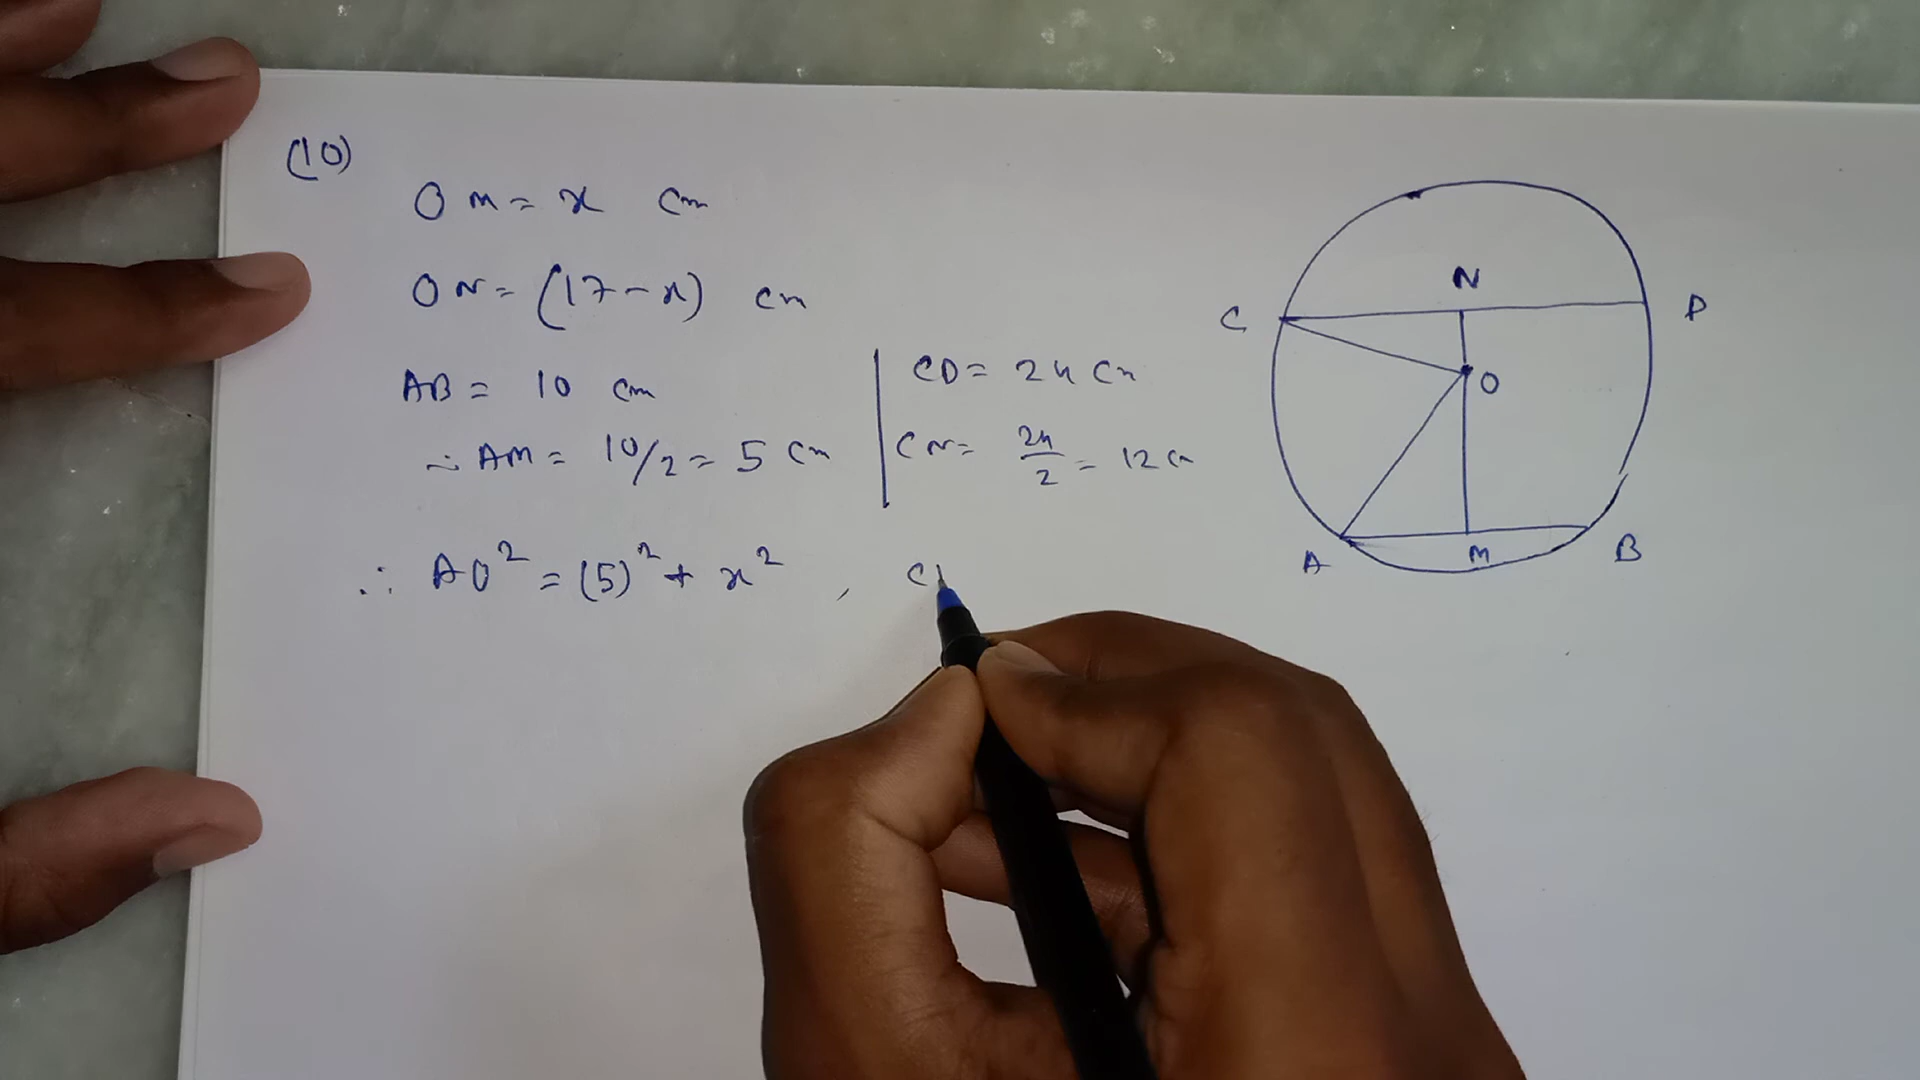 (10)
OM = x cm
ON = (17 - x) cm
AB = 10 cm
∴ AM = 10/2 = 5 cm
CD = 24 cm
CN = 24/2 = 12 cm
∴ AO² = (5)² + x² , C
N
C
D
O
A
M
B